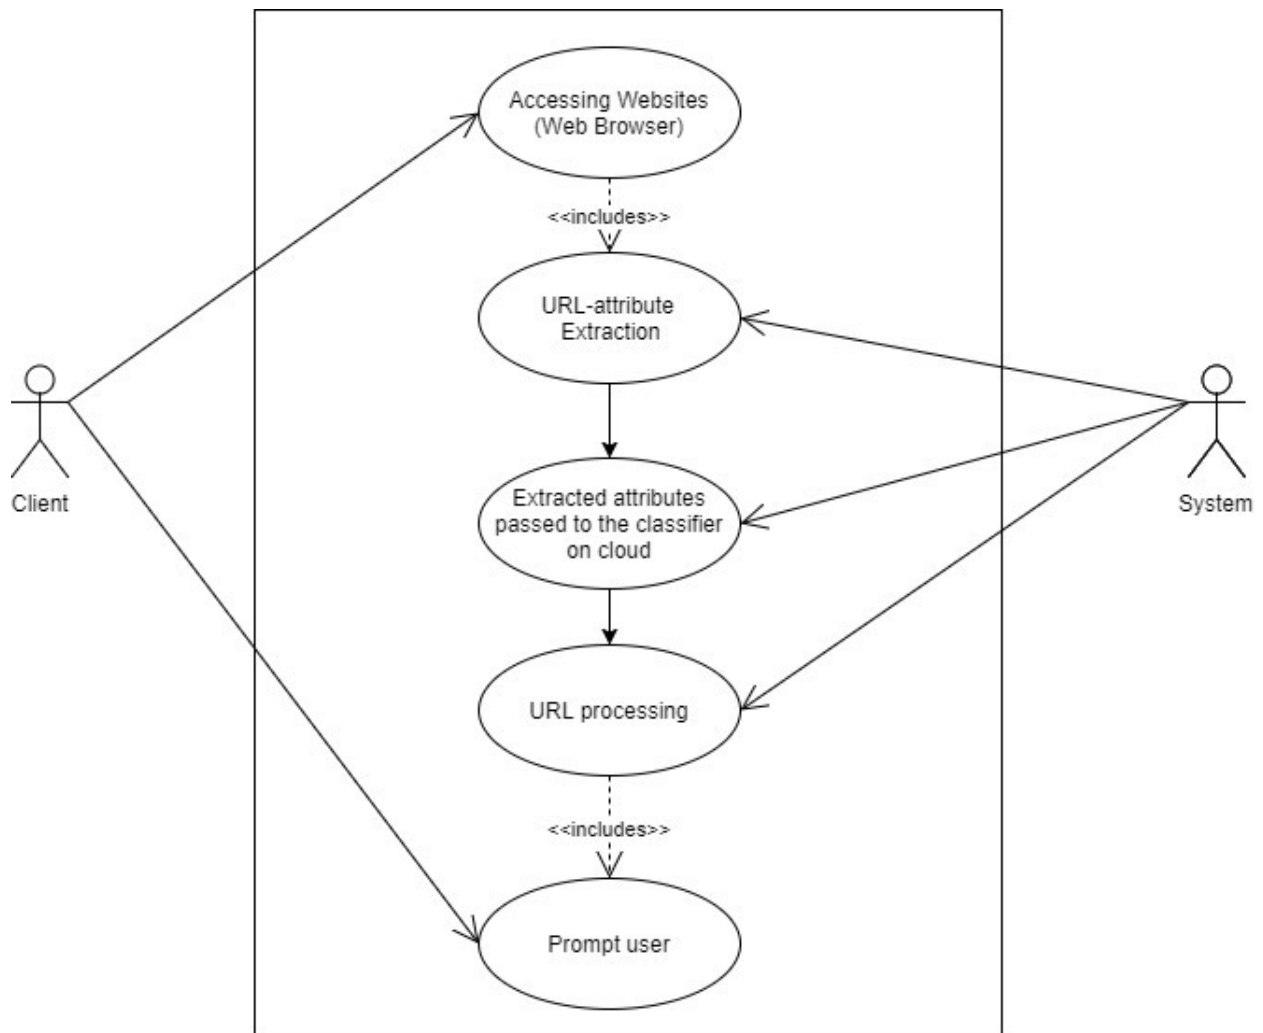 Accessing Websites
(Web Browser)
<<includes>>
URL-attribute
Extraction
Client
System
Extracted attributes
passed to the classifier
on cloud
URL processing
<<includes>>
Prompt user